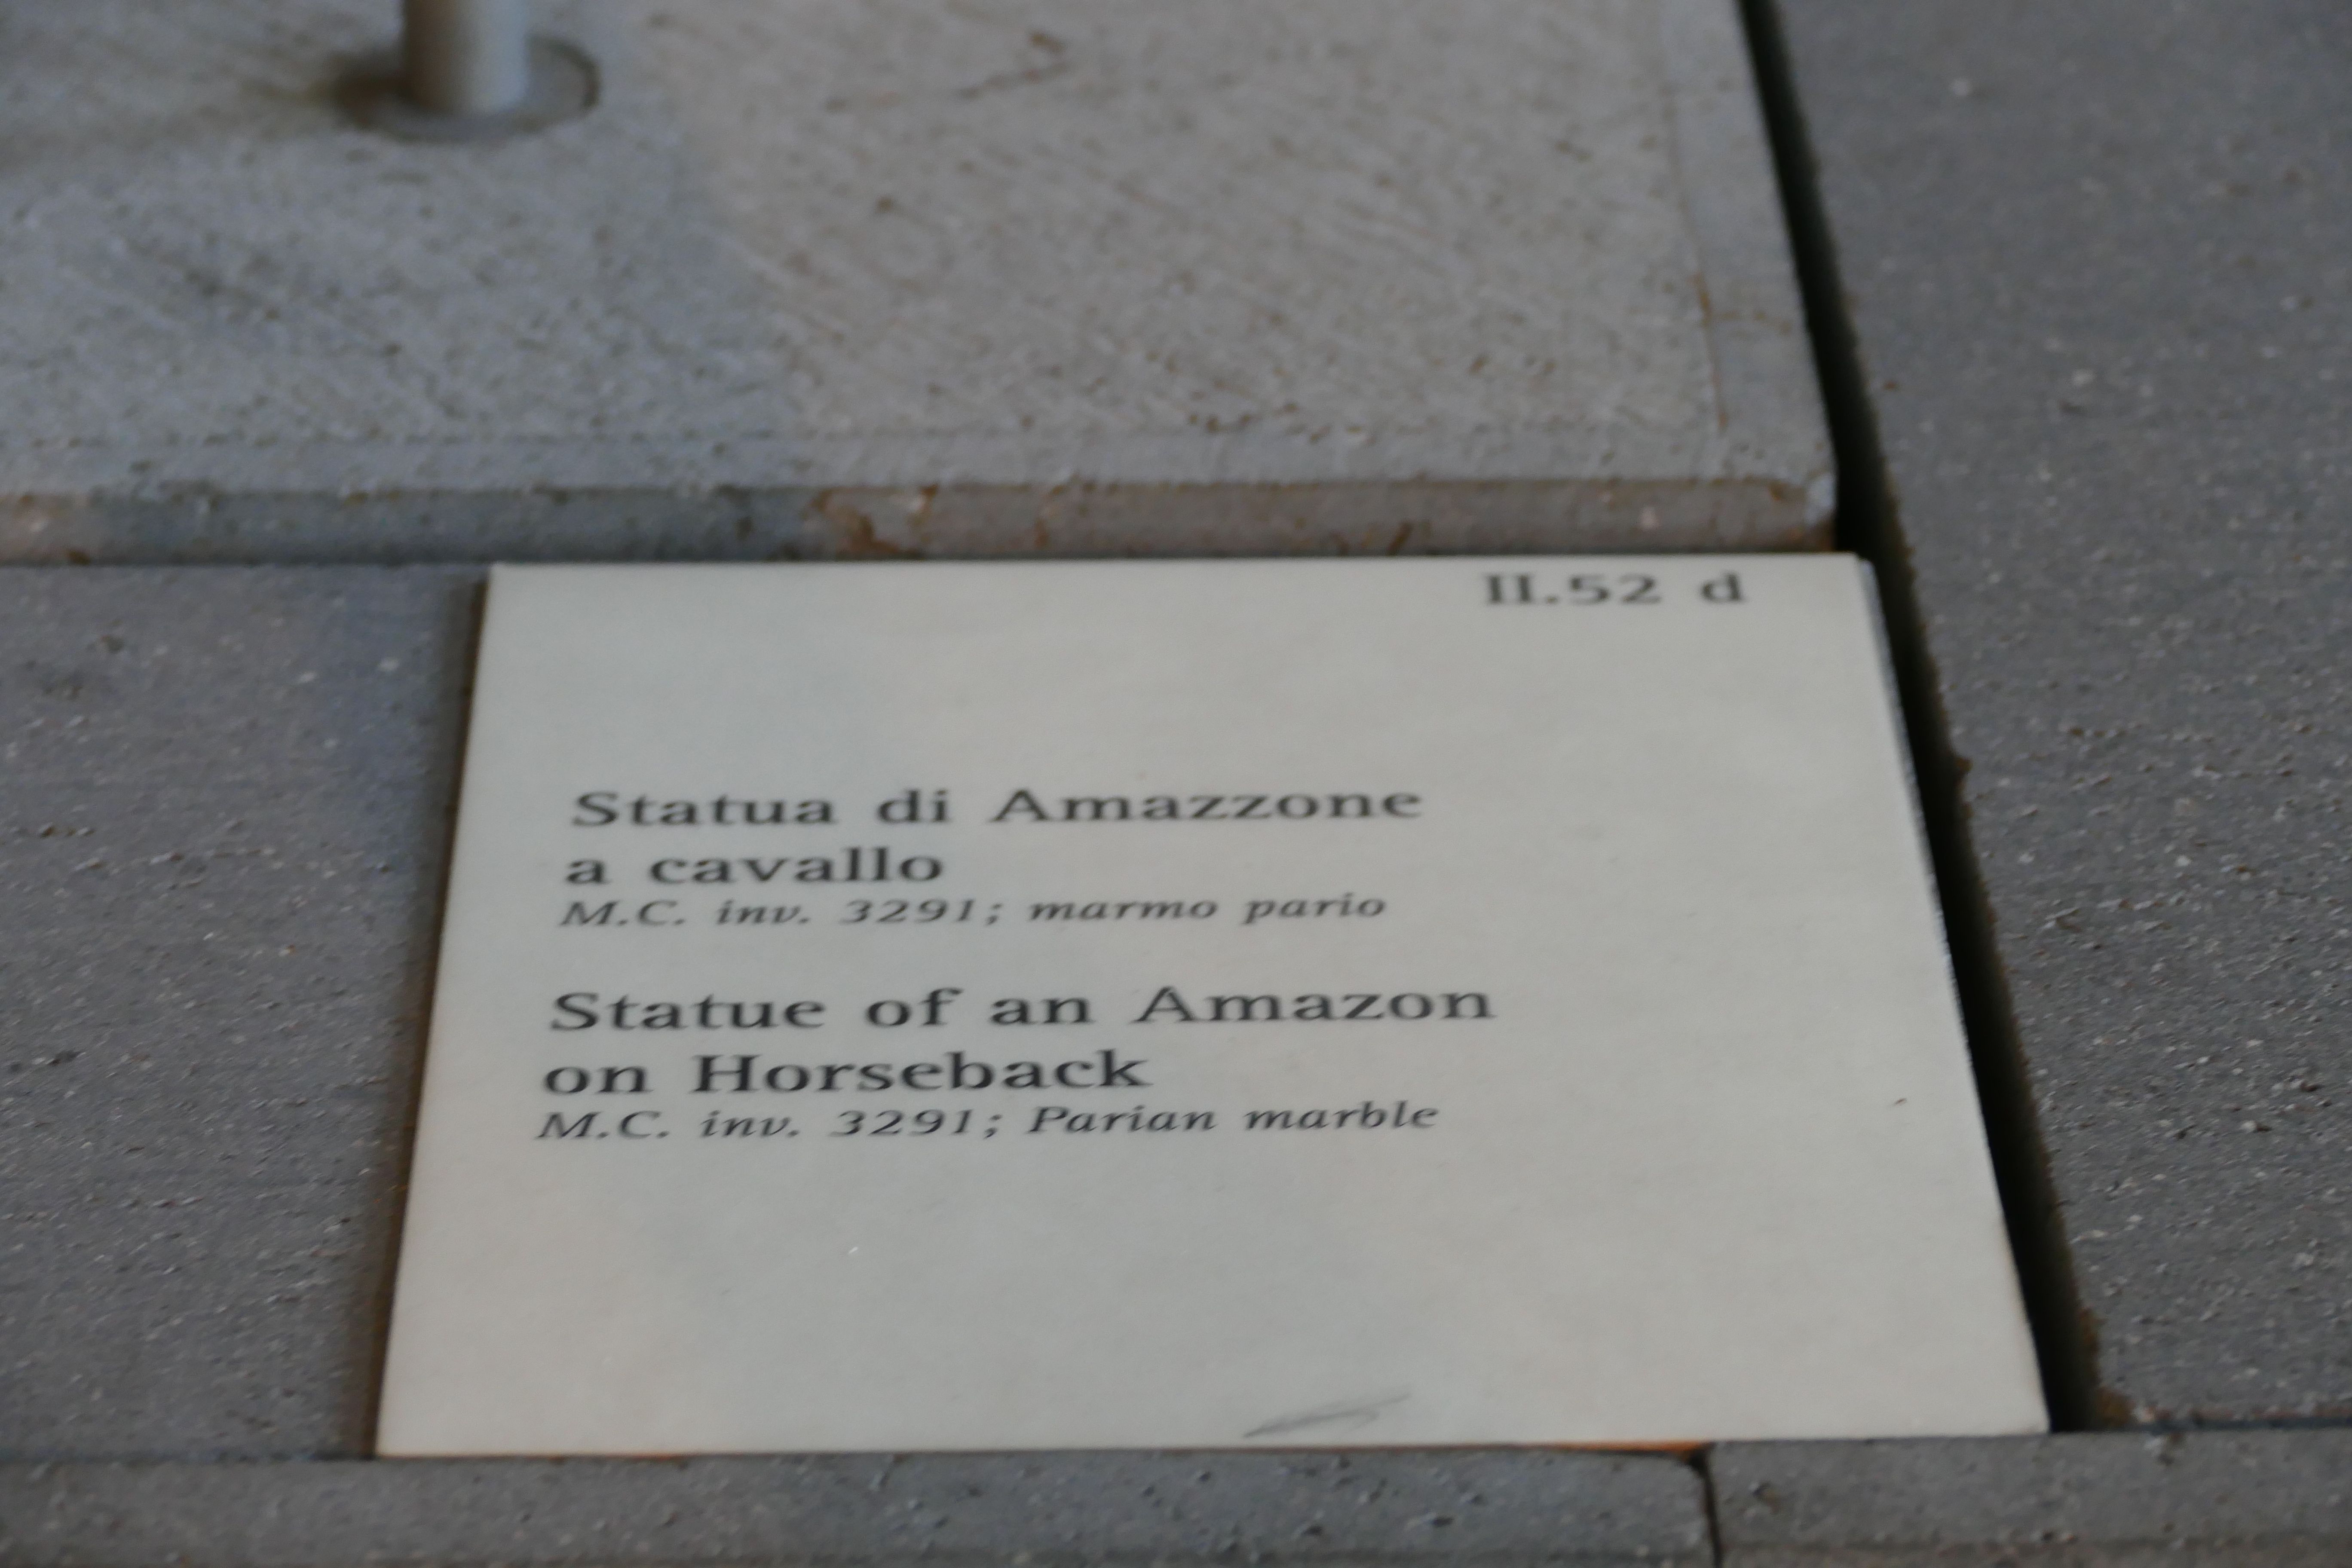 II.52 d
Statua di Amazzone
a cavallo
M.C. inv. 3291; marmo pario
Statue of an Amazon
on Horseback
M.C. inv. 3291; Parian marble